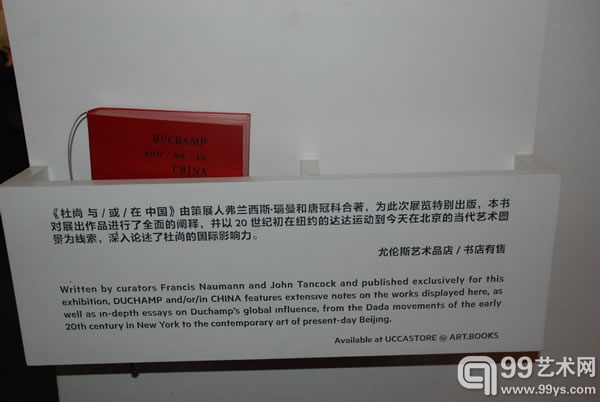 DUCHAMP
AND / OR / IN
CHINA
《杜尚 与 / 或 / 在 中国》由策展人弗兰西斯·瑙曼和唐冠科合著，为此次展览特别出版，本书
对展出作品进行了全面的阐释，并以 20 世纪初在纽约的达达运动到今天在北京的当代艺术图
景为线索，深入论述了杜尚的国际影响力。
尤伦斯艺术品店 / 书店有售
Written by curators Francis Naumann and John Tancock and published exclusively for this
exhibition, DUCHAMP and/or/in CHINA features extensive notes on the works displayed here, as
well as in-depth essays on Duchamp's global influence, from the Dada movements of the early
20th century in New York to the contemporary art of present-day Beijing.
Available at UCCASTORE @ ART.BOOKS
99艺术网
www.99ys.com